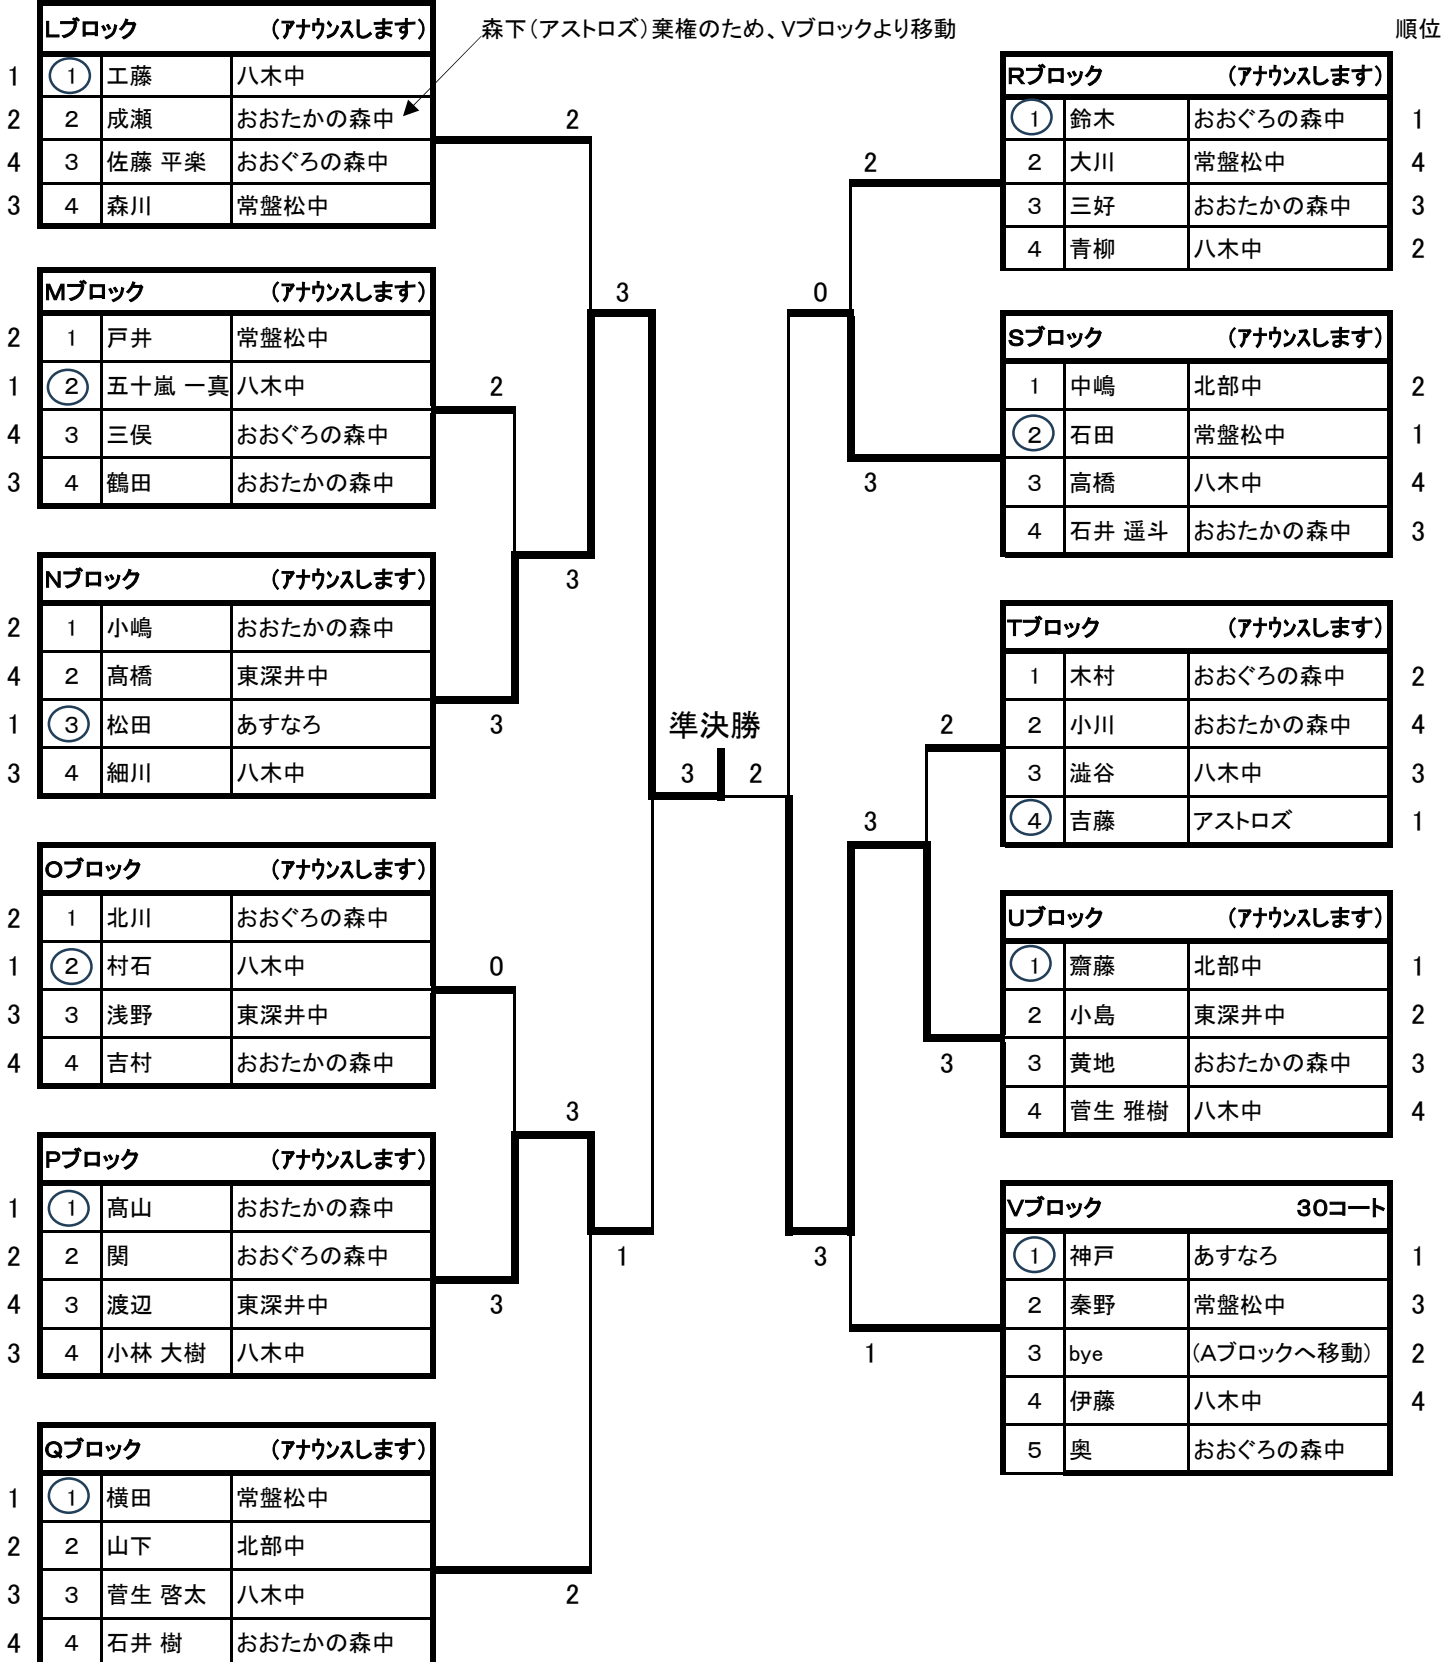 森下（アストロズ）棄権のため、Vブロックより移動
順位
Lブロック （アナウンスします）
1 1 工藤 八木中
2 2 成瀬 おおたかの森中
4 3 佐藤 平楽 おおぐろの森中
3 4 森川 常盤松中
2
Mブロック （アナウンスします）
2 1 戸井 常盤松中
1 2 五十嵐 一真 八木中
4 3 三俣 おおぐろの森中
3 4 鶴田 おおたかの森中
2
3
Nブロック （アナウンスします）
2 1 小嶋 おおたかの森中
4 2 髙橋 東深井中
1 3 松田 あすなろ
3 4 細川 八木中
3
3
Oブロック （アナウンスします）
2 1 北川 おおぐろの森中
1 2 村石 八木中
3 3 浅野 東深井中
4 4 吉村 おおたかの森中
0
3
Pブロック （アナウンスします）
1 1 髙山 おおたかの森中
2 2 関 おおぐろの森中
4 3 渡辺 東深井中
3 4 小林 大樹 八木中
3
1
Qブロック （アナウンスします）
1 1 横田 常盤松中
2 2 山下 北部中
3 3 菅生 啓太 八木中
4 4 石井 樹 おおたかの森中
2
準決勝
3 2
Rブロック （アナウンスします）
1 鈴木 おおぐろの森中 1
2 大川 常盤松中 4
3 三好 おおたかの森中 3
4 青柳 八木中 2
2
0
Sブロック （アナウンスします）
1 中嶋 北部中 2
2 石田 常盤松中 1
3 高橋 八木中 4
4 石井 遥斗 おおたかの森中 3
3
Tブロック （アナウンスします）
1 木村 おおぐろの森中 2
2 小川 おおたかの森中 4
3 澁谷 八木中 3
4 吉藤 アストロズ 1
2
3
Uブロック （アナウンスします）
1 齋藤 北部中 1
2 小島 東深井中 2
3 黄地 おおたかの森中 3
4 菅生 雅樹 八木中 4
3
Vブロック 30コート
1 神戸 あすなろ 1
2 秦野 常盤松中 3
3 bye (Aブロックへ移動) 2
4 伊藤 八木中 4
5 奥 おおぐろの森中
3
1